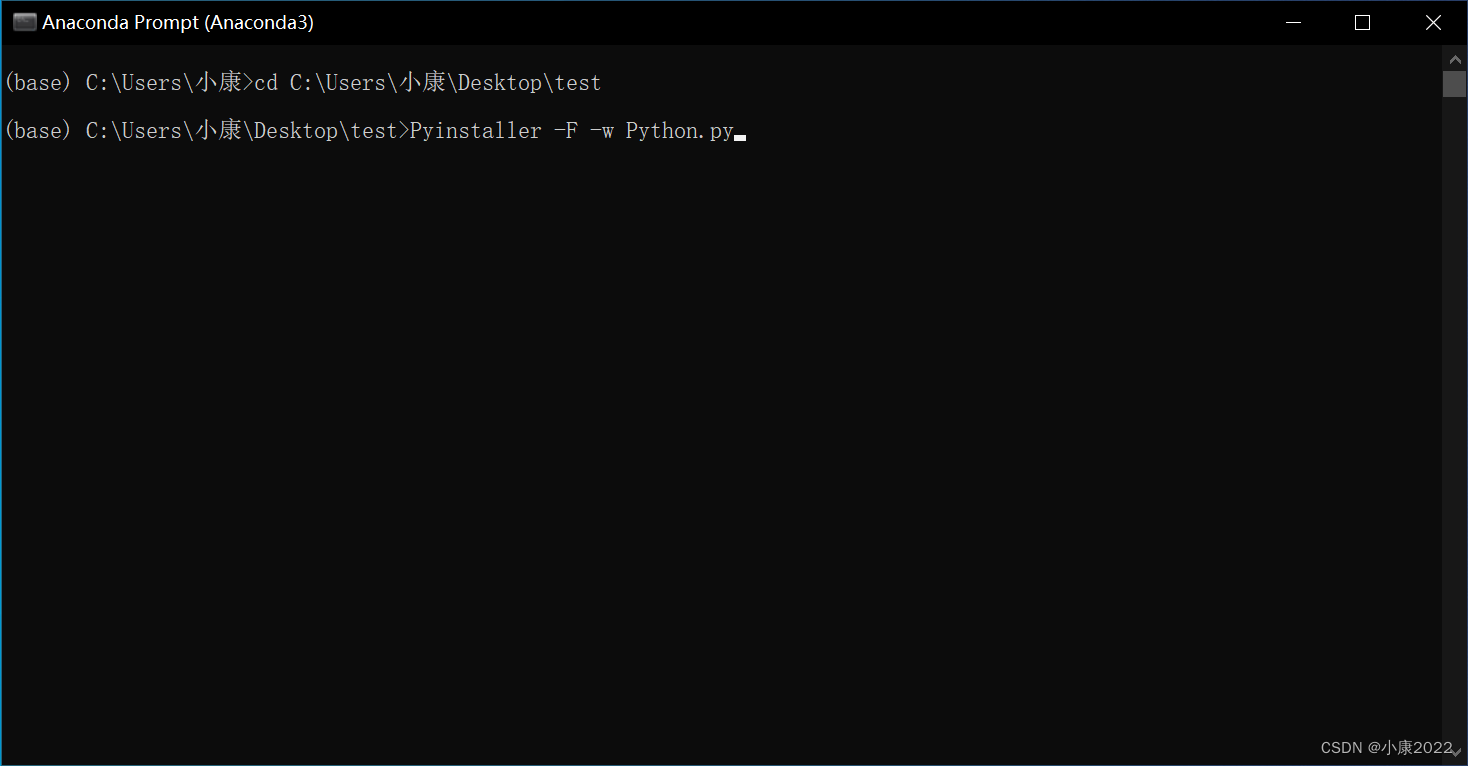 Anaconda Prompt (Anaconda3)
(base) C:\Users\小康>cd C:\Users\小康\Desktop\test
(base) C:\Users\小康\Desktop\test>Pyinstaller -F -w Python.py
CSDN @小康2022